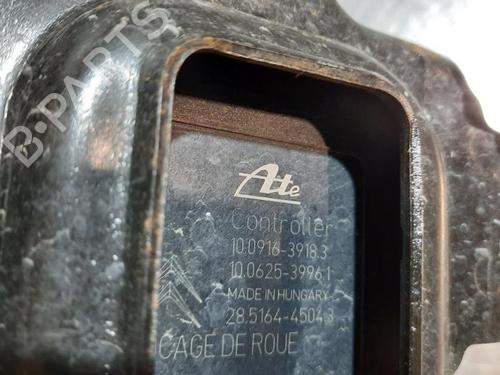 B-PARTS
Ate
Controller
10.0916-3918.3
10.0625-3996.1
MADE IN HUNGARY
28.5164-4504.3
CAGE DE ROUE